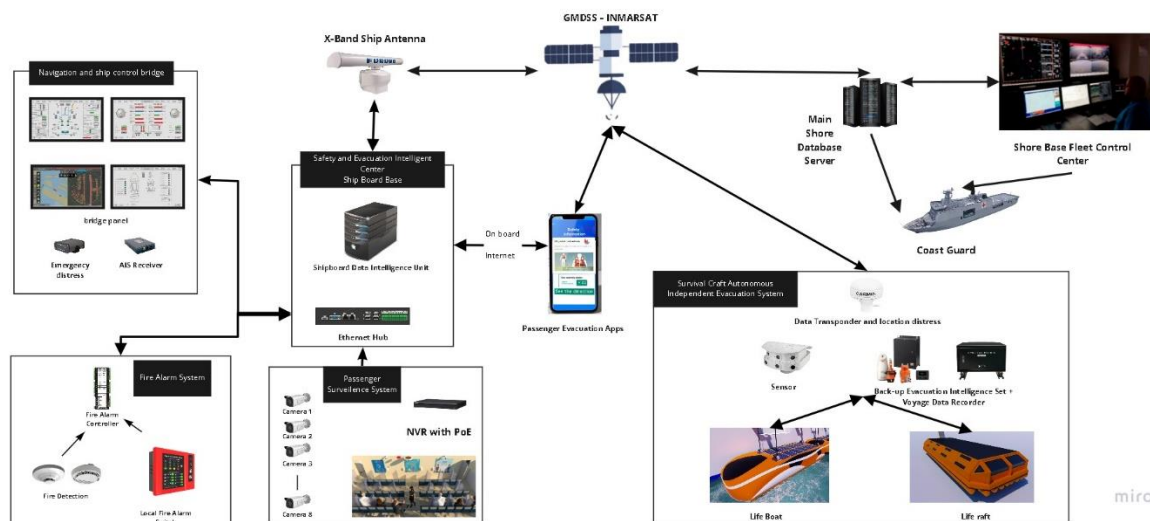 GMDSS – INMARSAT
X-Band Ship Antenna
Navigation and ship control bridge
bridge panel
Emergency
distress
AIS Receiver
Safety and Evacuation Intelligent
Center
Ship Board Base
Shipboard Data Intelligence Unit
Ethernet Hub
On board
Internet
Passenger Evacuation Apps
Main
Shore
Database
Server
Shore Base Fleet Control
Center
Coast Guard
Fire Alarm System
Fire Alarm
Controller
Fire Detection
Local Fire Alarm
Passenger
Surveilence System
Camera 1
Camera 2
Camera 3
Camera 8
NVR with PoE
Survival Craft Autonomous
Independent Evacuation System
Data Transponder and location distress
Sensor
Back-up Evacuation Intelligence Set +
Voyage Data Recorder
Life Boat
Life raft
miro